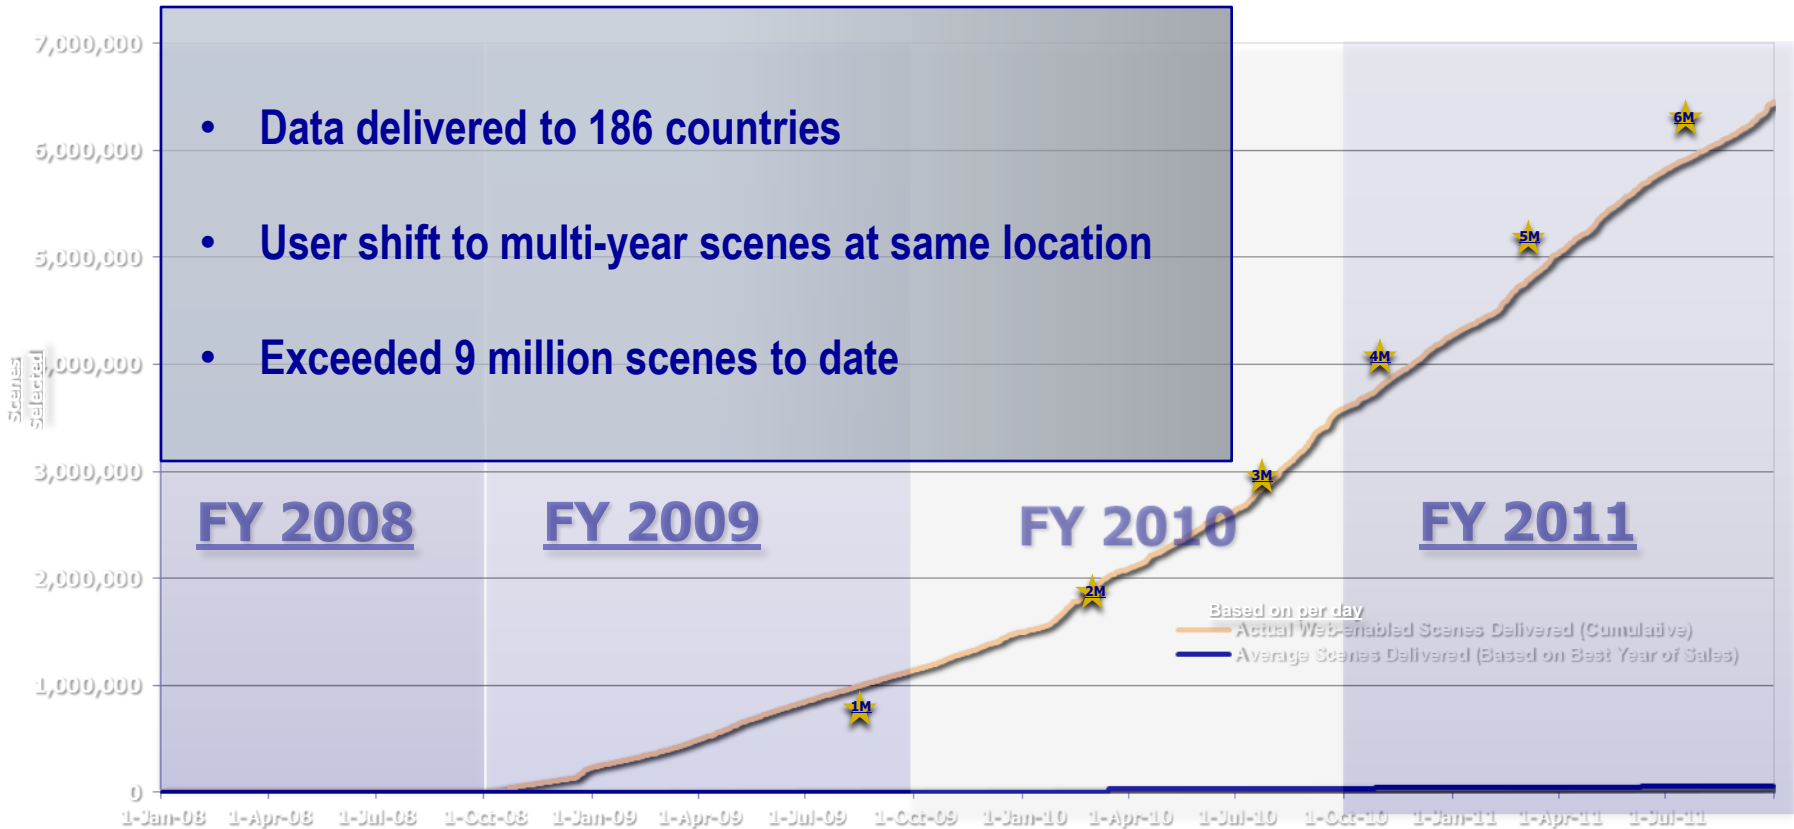 7,000,000
6,000,000
5,000,000
4,000,000
3,000,000
2,000,000
1,000,000
0
Scenes
Selected
• Data delivered to 186 countries
• User shift to multi-year scenes at same location
• Exceeded 9 million scenes to date
FY 2008
FY 2009
FY 2010
FY 2011
1M
2M
3M
4M
5M
6M
Based on per day
Actual Web-enabled Scenes Delivered (Cumulative)
Average Scenes Delivered (Based on Best Year of Sales)
1-Jan-08 1-Apr-08 1-Jul-08 1-Oct-08 1-Jan-09 1-Apr-09 1-Jul-09 1-Oct-09 1-Jan-10 1-Apr-10 1-Jul-10 1-Oct-10 1-Jan-11 1-Apr-11 1-Jul-11